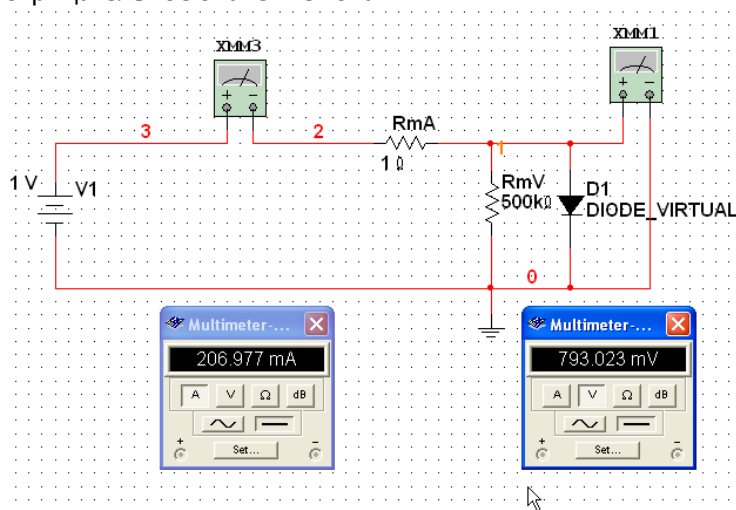 XMM3
XMM1
3
2
RmA
1 Ω
1
1 V
V1
RmV
500kΩ
D1
DIODE_VIRTUAL
0
Multimeter-...
206.977 mA
A V Ω dB
Set...
+ -
Multimeter-...
793.023 mV
A V Ω dB
Set...
+ -